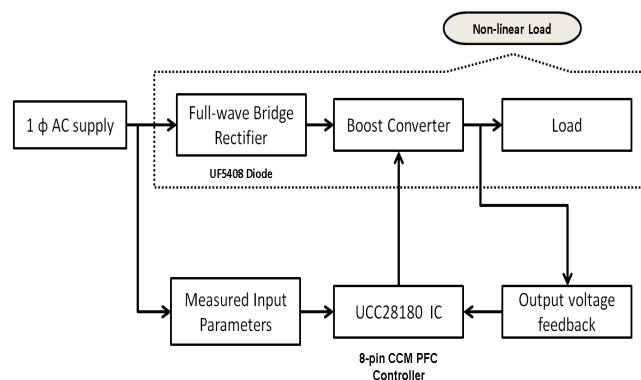 Non-linear Load
1 ϕ AC supply
Full-wave Bridge
Rectifier
Boost Converter
Load
UF5408 Diode
Measured Input
Parameters
UCC28180 IC
Output voltage
feedback
8-pin CCM PFC
Controller